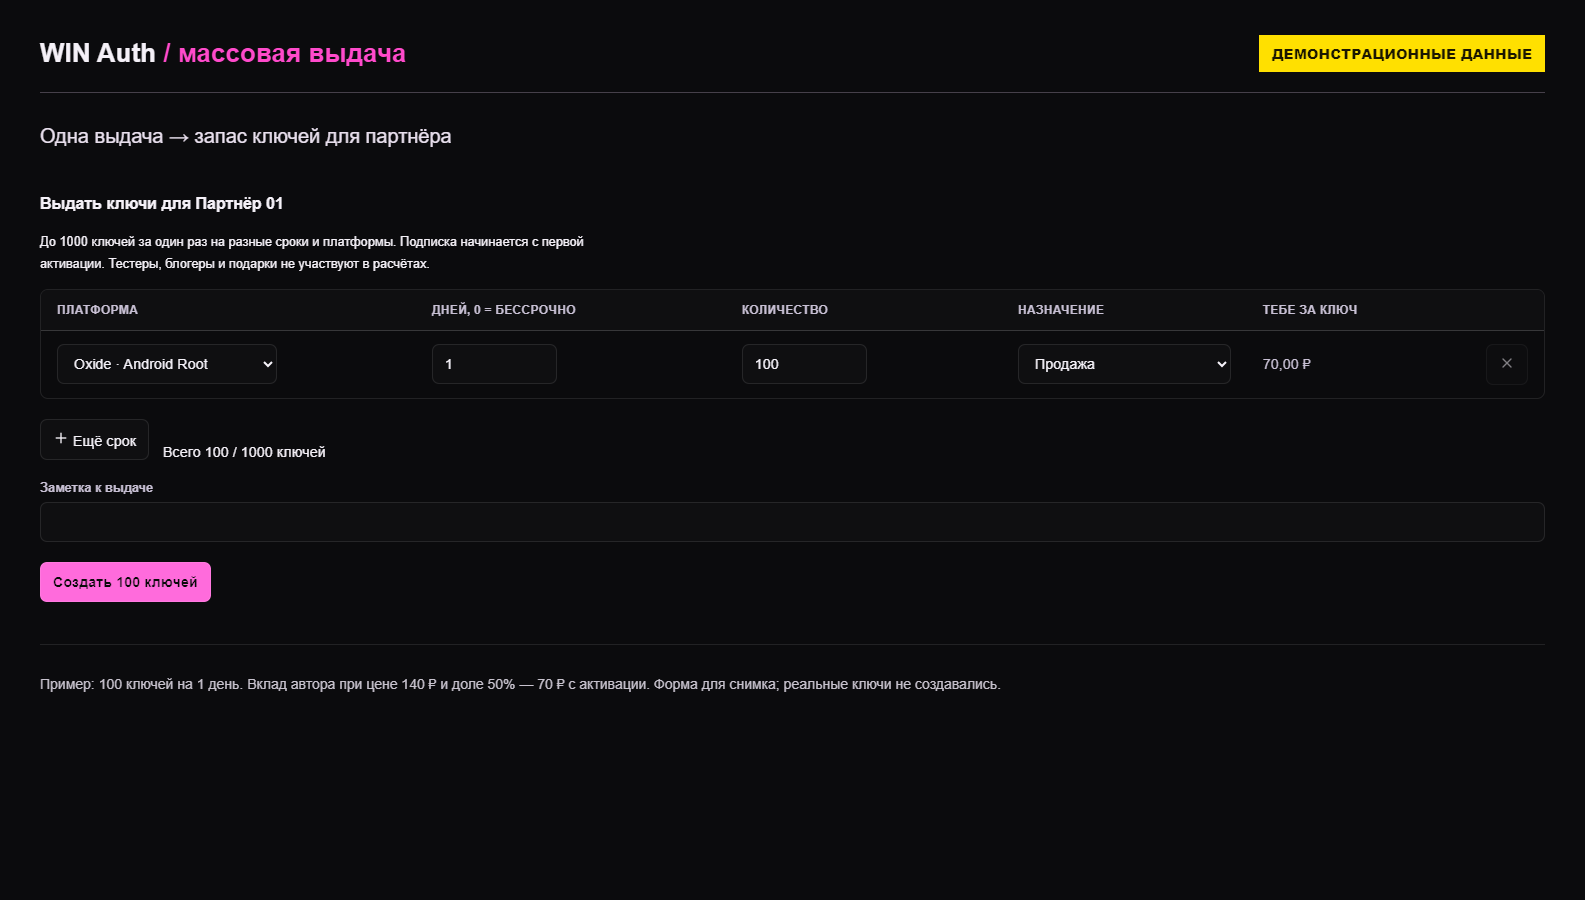 WIN Auth / массовая выдача
ДЕМОНСТРАЦИОННЫЕ ДАННЫЕ
Одна выдача → запас ключей для партнёра
Выдать ключи для Партнёр 01
До 1000 ключей за один раз на разные сроки и платформы. Подписка начинается с первой
активации. Тестеры, блогеры и подарки не участвуют в расчётах.
ПЛАТФОРМА ДНЕЙ, 0 = БЕССРОЧНО КОЛИЧЕСТВО НАЗНАЧЕНИЕ ТЕБЕ ЗА КЛЮЧ
Oxide · Android Root 1 100 Продажа 70,00 ₽ ×
+ Ещё срок
Всего 100 / 1000 ключей
Заметка к выдаче
Создать 100 ключей
Пример: 100 ключей на 1 день. Вклад автора при цене 140 ₽ и доле 50% — 70 ₽ с активации. Форма для снимка; реальные ключи не создавались.